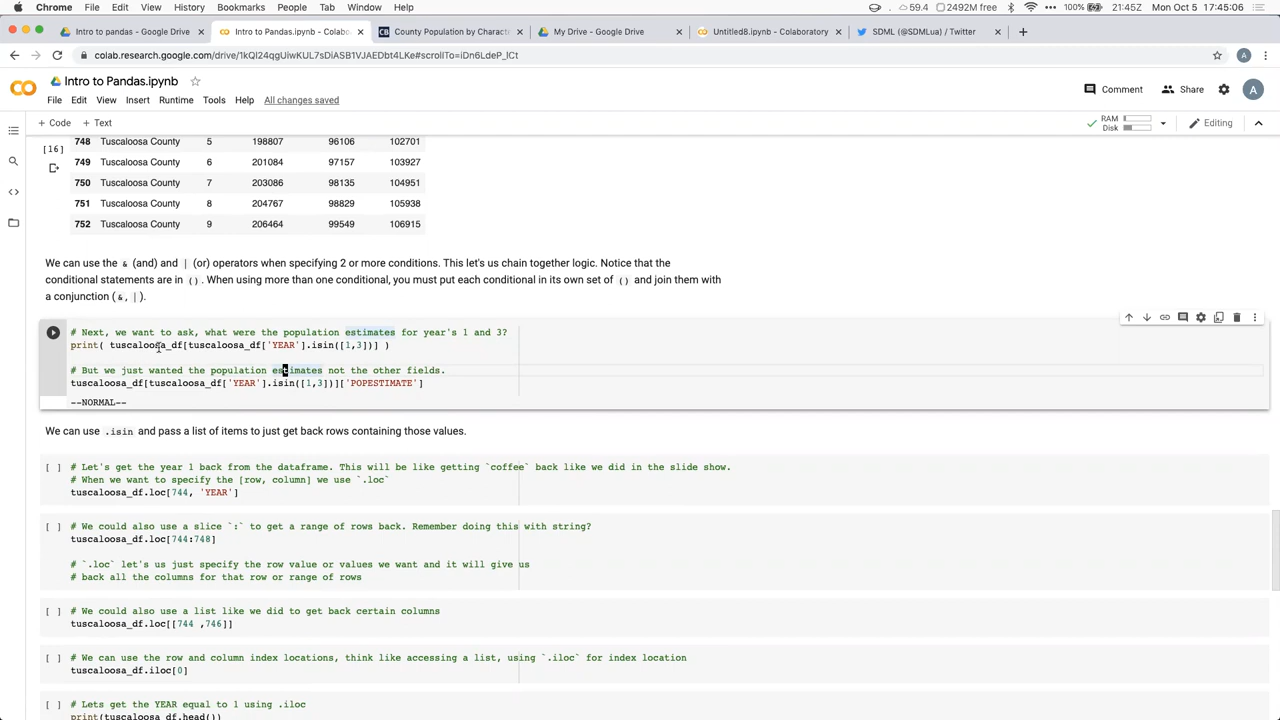 Chrome File Edit View History Bookmarks People Tab Window Help 59.4 2492M free 100% 21:45Z Mon Oct 5 17:45:06
Intro to pandas - Google Drive Intro to Pandas.ipynb - Colabo County Population by Charact My Drive - Google Drive Untitled8.ipynb - Colaboratory SDML (@SDMLua) / Twitter
colab.research.google.com/drive/1kQI24qgUiwKUL7sDiASB1VJAEDbt4LKe#scrollTo=iDn6LdeP_lCt A
Intro to Pandas.ipynb
File Edit View Insert Runtime Tools Help All changes saved
Comment Share A
+ Code + Text
RAM
Disk
Editing
[16]
748 Tuscaloosa County 5 198807 96106 102701
749 Tuscaloosa County 6 201084 97157 103927
750 Tuscaloosa County 7 203086 98135 104951
751 Tuscaloosa County 8 204767 98829 105938
752 Tuscaloosa County 9 206464 99549 106915
We can use the & (and) and | (or) operators when specifying 2 or more conditions. This let's us chain together logic. Notice that the
conditional statements are in (). When using more than one conditional, you must put each conditional in its own set of () and join them with
a conjunction (&, |).
# Next, we want to ask, what were the population estimates for year's 1 and 3?
print( tuscaloosa_df[tuscaloosa_df['YEAR'].isin([1,3])] )
# But we just wanted the population estimates not the other fields.
tuscaloosa_df[tuscaloosa_df['YEAR'].isin([1,3])]['POPESTIMATE']
--NORMAL--
We can use .isin and pass a list of items to just get back rows containing those values.
[ ] # Let's get the year 1 back from the dataframe. This will be like getting `coffee` back like we did in the slide show.
# When we want to specify the [row, column] we use `.loc`
tuscaloosa_df.loc[744, 'YEAR']
[ ] # We could also use a slice `:` to get a range of rows back. Remember doing this with string?
tuscaloosa_df.loc[744:748]
# `.loc` let's us just specify the row value or values we want and it will give us
# back all the columns for that row or range of rows
[ ] # We could also use a list like we did to get back certain columns
tuscaloosa_df.loc[[744 ,746]]
[ ] # We can use the row and column index locations, think like accessing a list, using `.iloc` for index location
tuscaloosa_df.iloc[0]
[ ] # Lets get the YEAR equal to 1 using .iloc
print(tuscaloosa_df.head())